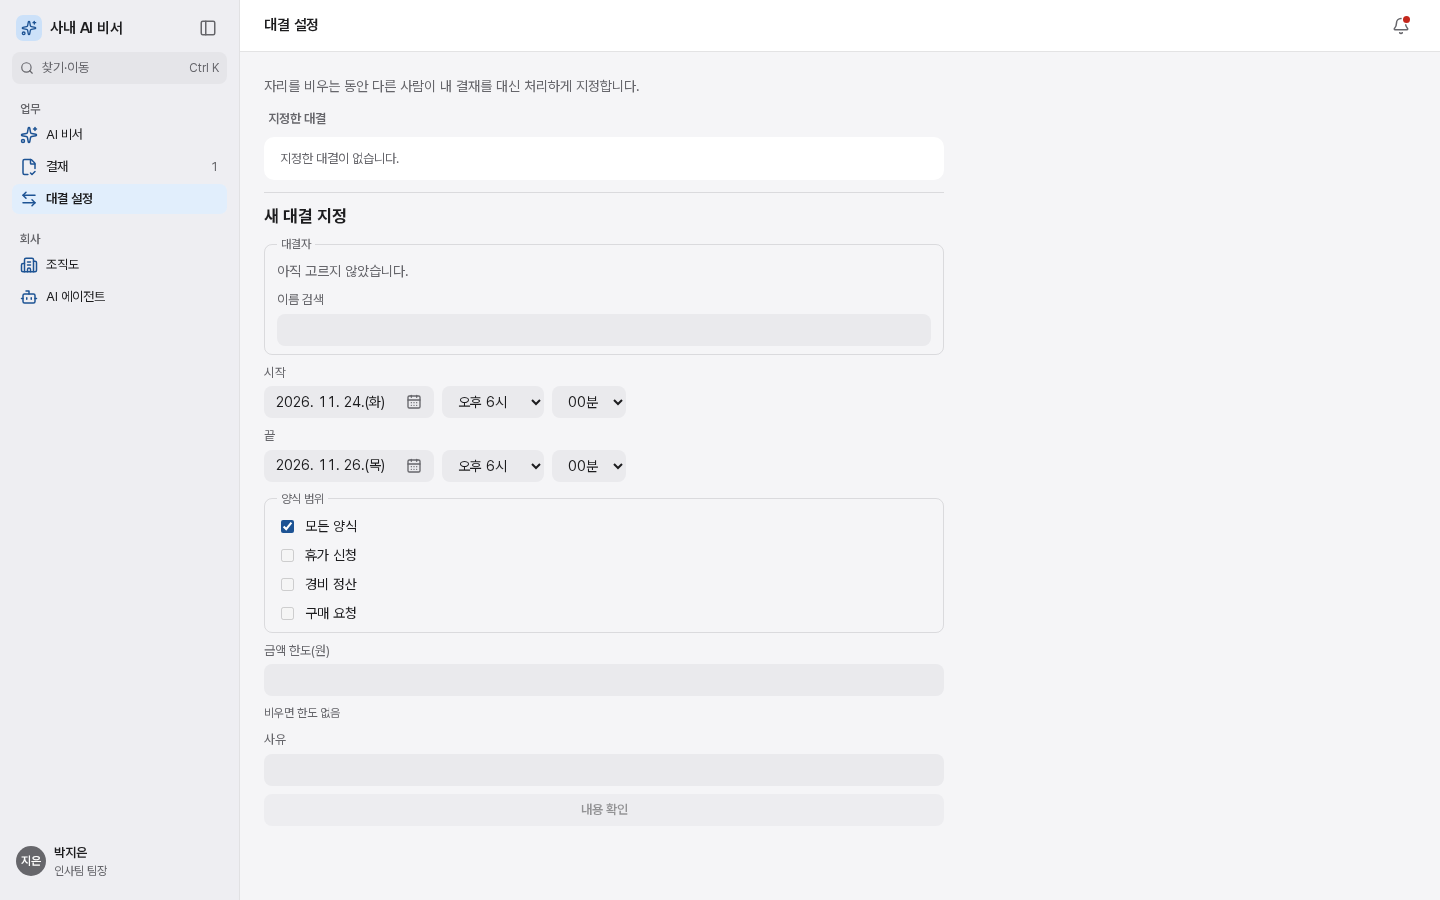 사내 AI 비서
찾기·이동 Ctrl K
업무
AI 비서
결재 1
대결 설정
회사
조직도
AI 에이전트
지은
박지은
인사팀 팀장
대결 설정
자리를 비우는 동안 다른 사람이 내 결재를 대신 처리하게 지정합니다.
지정한 대결
지정한 대결이 없습니다.
새 대결 지정
대결자
아직 고르지 않았습니다.
이름 검색
시작
2026. 11. 24.(화) 오후 6시 00분
끝
2026. 11. 26.(목) 오후 6시 00분
양식 범위
모든 양식
휴가 신청
경비 정산
구매 요청
금액 한도(원)
비우면 한도 없음
사유
내용 확인